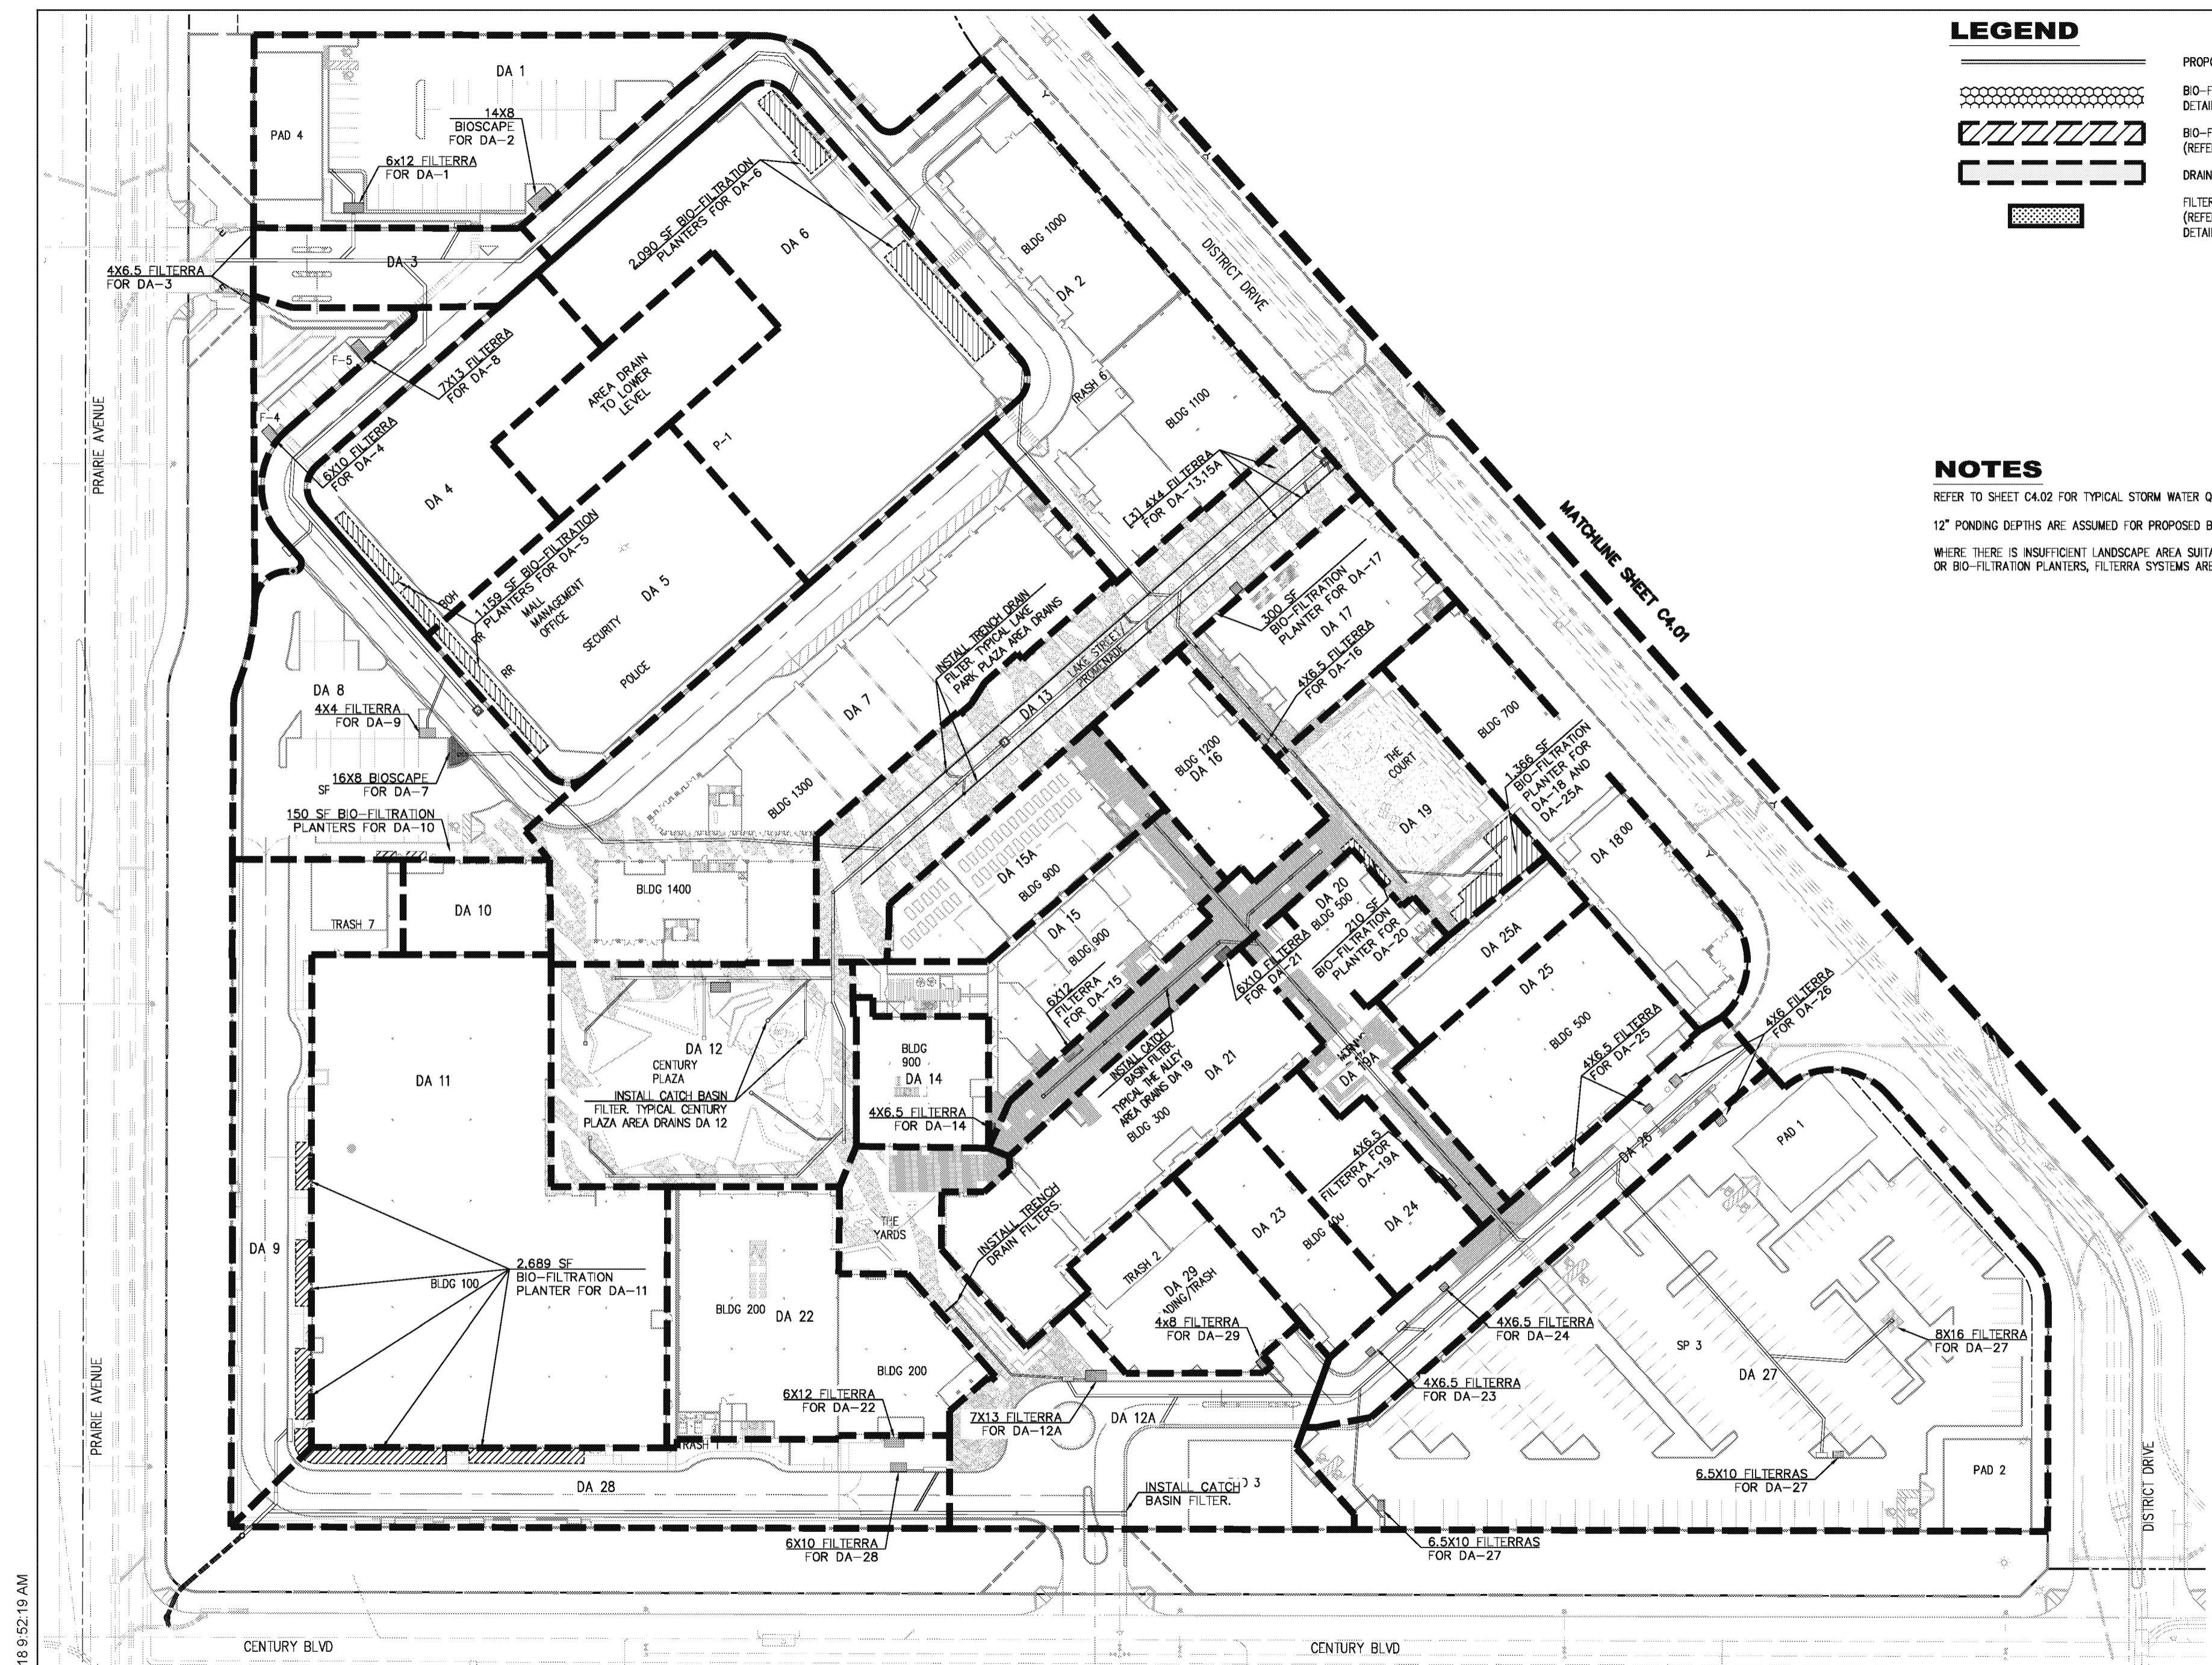 LEGEND
PROP
BIO-F
DETAI
BIO-F
(REFE
DRAIN
FILTER
(REFE
DETAI
NOTES
REFER TO SHEET C4.02 FOR TYPICAL STORM WATER Q
12" PONDING DEPTHS ARE ASSUMED FOR PROPOSED B
WHERE THERE IS INSUFFICIENT LANDSCAPE AREA SUITA
OR BIO-FILTRATION PLANTERS, FILTERRA SYSTEMS ARE
MATCHLINE SHEET C4.01
DISTRICT DRIVE
DA 1
PAD 4
14X8
BIOSCAPE
FOR DA-2
6x12 FILTERRA
FOR DA-1
DA 3
4X6.5 FILTERRA
FOR DA-3
2,090 SF BIO-FILTRATION
PLANTERS FOR DA-6
DA 6
BLDG 1000
DA 2
TRASH 6
BLDG 1100
F-5
7X13 FILTERRA
FOR DA-8
F-4
6X10 FILTERRA
FOR DA-4
AREA DRAIN
TO LOWER
LEVEL
P-1
DA 4
PRAIRIE AVENUE
1,159 SF BIO-FILTRATION
PLANTERS FOR DA-5
BOH
RR
MALL
MANAGEMENT
OFFICE
RR
SECURITY
POLICE
DA 5
[3] 4X4 FILTERRA
FOR DA-13,15A
300 SF
BIO-FILTRATION
PLANTER FOR DA-17
DA 17
4X6.5 FILTERRA
FOR DA-16
INSTALL TRENCH DRAIN
FILTER. TYPICAL LAKE
PARK PLAZA AREA DRAINS
DA 13
LAKE STREET/
PROMENADE
DA 8
4X4 FILTERRA
FOR DA-9
16X8 BIOSCAPE
FOR DA-7
SF
150 SF BIO-FILTRATION
PLANTERS FOR DA-10
DA 7
BLDG 1300
BLDG 1200
DA 16
THE
COURT
DA 19
BLDG 700
1,366 SF
BIO-FILTRATION
PLANTER FOR
DA-18 AND
DA-25A
DA 1800
BLDG 1400
DA 10
TRASH 7
DA 15A
BLDG 900
DA 15
BLDG 900
6X12
FILTERRA
FOR DA-15
DA 20
BLDG 500
210 SF
BIO-FILTRATION
PLANTER FOR
DA-20
6X10 FILTERRA
FOR DA-21
DA 25A
DA 25
BLDG 500
4X6.5 FILTERRA
FOR DA-25
4X6 FILTERRA
FOR DA-26
DA 11
DA 12
CENTURY
PLAZA
INSTALL CATCH BASIN
FILTER. TYPICAL CENTURY
PLAZA AREA DRAINS DA 12
BLDG
900
DA 14
4X6.5 FILTERRA
FOR DA-14
INSTALL CATCH
BASIN FILTER
TYPICAL THE ALLEY
AREA DRAINS DA 19
DA 21
BLDG 300
DA 19A
DA-26
PAD 1
4X6.5
FILTERRA FOR
DA-19A
DA 9
BLDG 100
2,689 SF
BIO-FILTRATION
PLANTER FOR DA-11
THE
YARDS
INSTALL TRENCH
DRAIN FILTERS.
DA 23
DA 24
TRASH 2
DA 29
ADING/TRASH
4x8 FILTERRA
FOR DA-29
BLDG 200
DA 22
BLDG 200
6X12 FILTERRA
FOR DA-22
4X6.5 FILTERRA
FOR DA-24
4X6.5 FILTERRA
FOR DA-23
SP 3
8X16 FILTERRA
FOR DA-27
DA 27
PRAIRIE AVENUE
7X13 FILTERRA
FOR DA-12A
DA 12A
DA 28
INSTALL CATCH
BASIN FILTER.
3
6.5X10 FILTERRAS
FOR DA-27
PAD 2
DISTRICT DRIVE
6X10 FILTERRA
FOR DA-28
6.5X10 FILTERRAS
FOR DA-27
CENTURY BLVD
CENTURY BLVD
18 9:52:19 AM